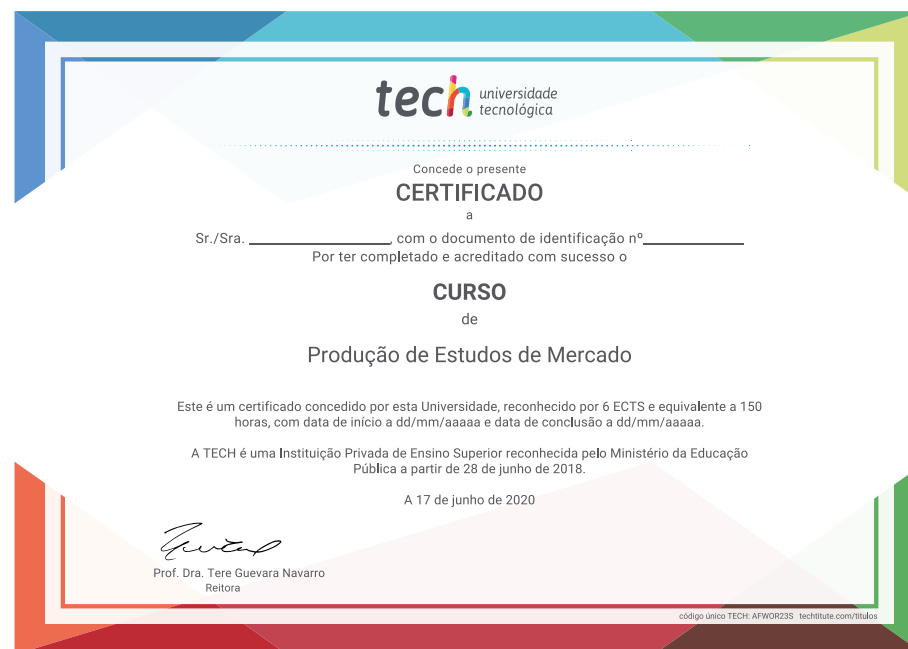 tech universidade
tecnológica
Concede o presente
CERTIFICADO
a
Sr./Sra. ____________________, com o documento de identificação nº______________
Por ter completado e acreditado com sucesso o
CURSO
de
Produção de Estudos de Mercado
Este é um certificado concedido por esta Universidade, reconhecido por 6 ECTS e equivalente a 150
horas, com data de início a dd/mm/aaaaa e data de conclusão a dd/mm/aaaaa.
A TECH é uma Instituição Privada de Ensino Superior reconhecida pelo Ministério da Educação
Pública a partir de 28 de junho de 2018.
A 17 de junho de 2020
Prof. Dra. Tere Guevara Navarro
Reitora
código único TECH: AFWOR23S techtitute.com/titulos